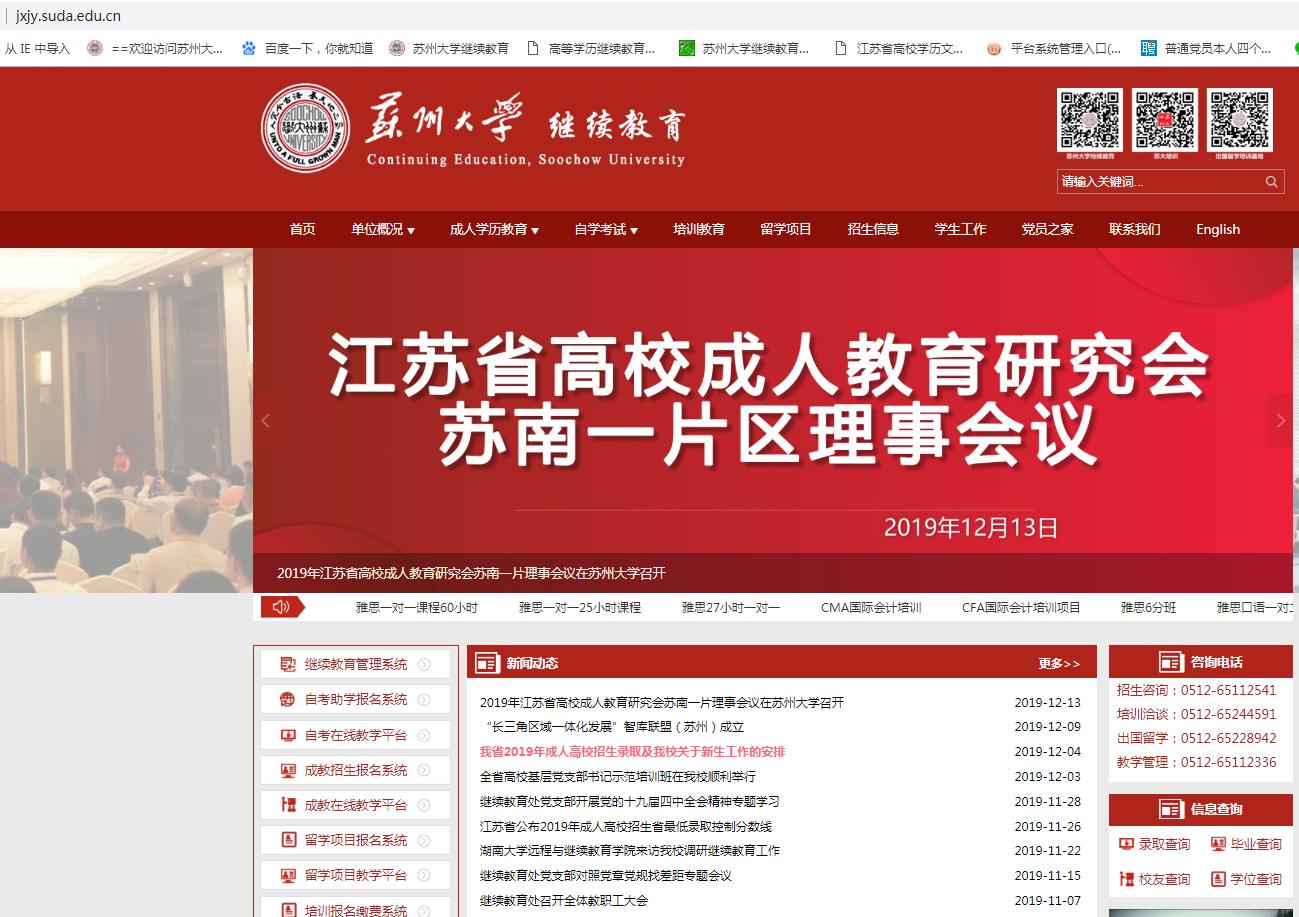 jxjy.suda.edu.cn
从 IE 中导入 ==欢迎访问苏州大... 百度一下，你就知道 苏州大学继续教育 高等学历继续教育... 苏州大学继续教育... 江苏省高校学历文... 平台系统管理入口(... 普通党员本人四个...
蘇州大學 继续教育
Continuing Education, Soochow University
苏州大学继续教育 苏大培训 出国留学培训基地
请输入关键词...
首页 单位概况 成人学历教育 自学考试 培训教育 留学项目 招生信息 学生工作 党员之家 联系我们 English
江苏省高校成人教育研究会
苏南一片区理事会议
2019年12月13日
2019年江苏省高校成人教育研究会苏南一片理事会议在苏州大学召开
雅思一对一课程60小时 雅思一对一25小时课程 雅思27小时一对一 CMA国际会计培训 CFA国际会计培训项目 雅思6分班 雅思口语一对
继续教育管理系统
自考助学报名系统
自考在线教学平台
成教招生报名系统
成教在线教学平台
留学项目报名系统
留学项目教学平台
培训报名缴费系统
新闻动态 更多>>
2019年江苏省高校成人教育研究会苏南一片理事会议在苏州大学召开 2019-12-13
“长三角区域一体化发展”智库联盟（苏州）成立 2019-12-09
我省2019年成人高校招生录取及我校关于新生工作的安排 2019-12-04
全省高校基层党支部书记示范培训班在我校顺利举行 2019-12-03
继续教育处党支部开展党的十九届四中全会精神专题学习 2019-11-28
江苏省公布2019年成人高校招生省最低录取控制分数线 2019-11-26
湖南大学远程与继续教育学院来访我校调研继续教育工作 2019-11-22
继续教育处党支部对照党章党规找差距专题会议 2019-11-15
继续教育处召开全体教职工大会 2019-11-07
咨询电话
招生咨询：0512-65112541
培训洽谈：0512-65244591
出国留学：0512-65228942
教学管理：0512-65112336
信息查询
录取查询 毕业查询
校友查询 学位查询